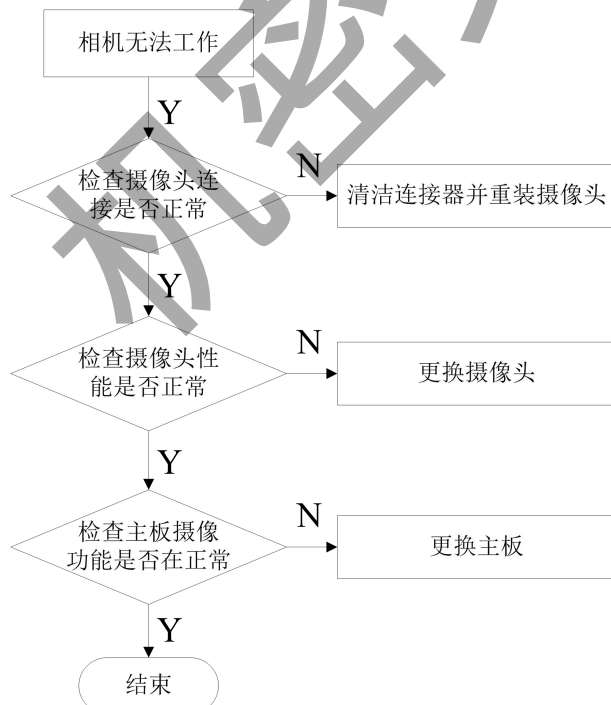 相机无法工作
Y
检查摄像头连
接是否正常
N
清洁连接器并重装摄像头
Y
检查摄像头性
能是否正常
N
更换摄像头
Y
检查主板摄像
功能是否在正常
N
更换主板
Y
结束
机密